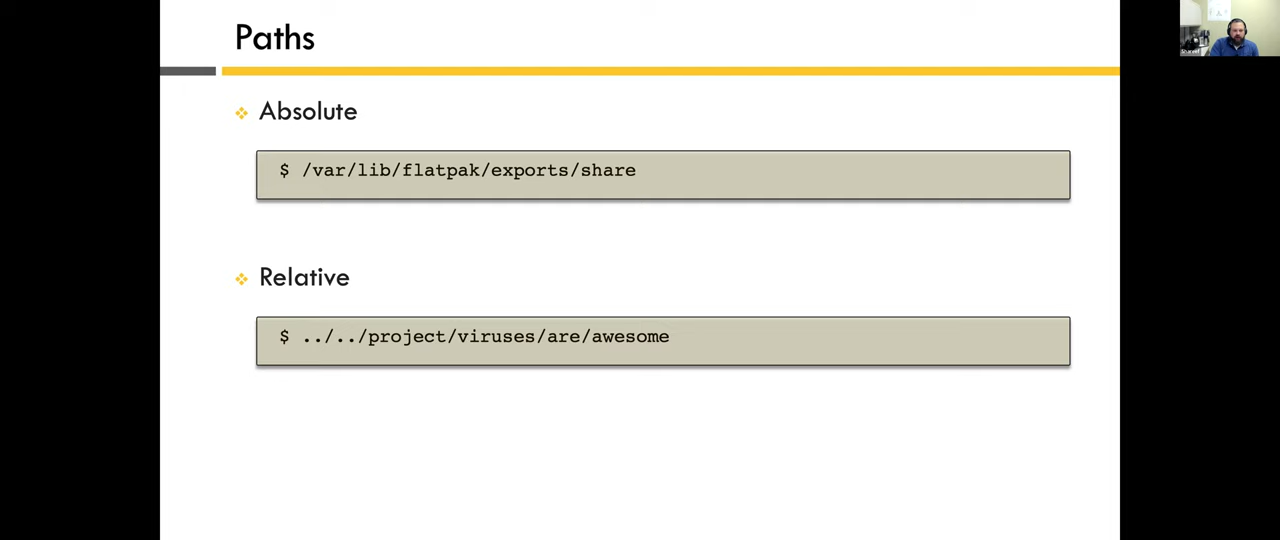 Paths
Absolute
$ /var/lib/flatpak/exports/share
Relative
$ ../../project/viruses/are/awesome